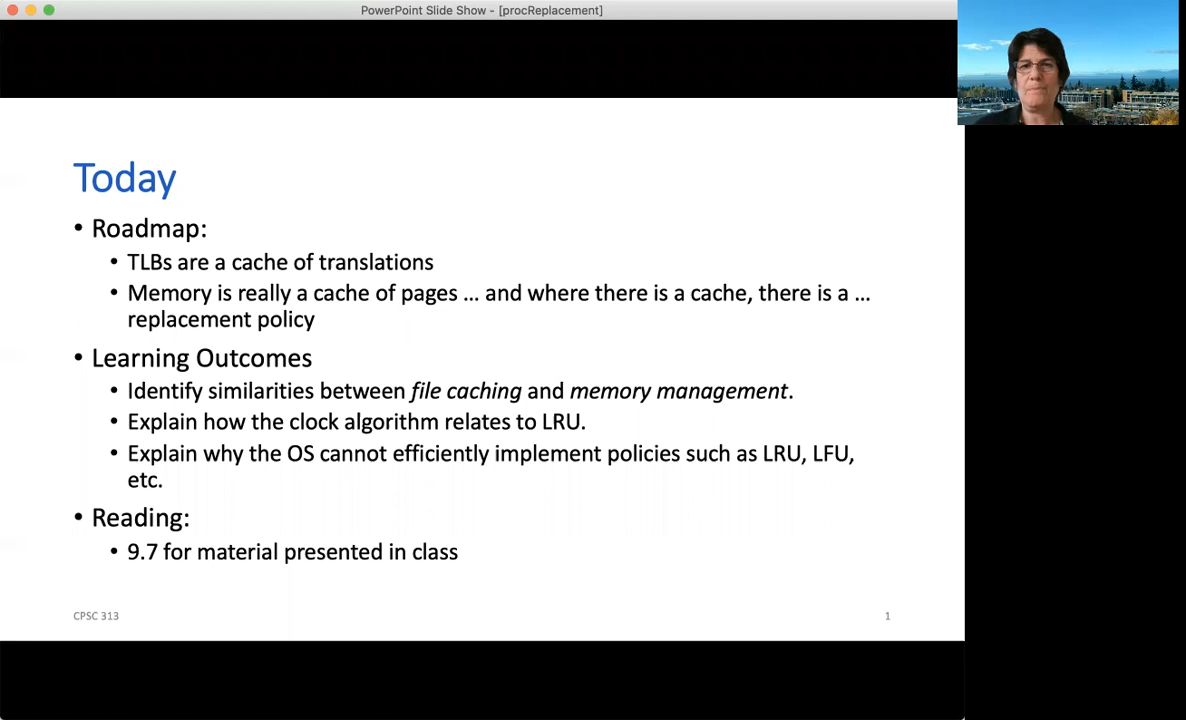 PowerPoint Slide Show - [procReplacement]
Today
• Roadmap:
• TLBs are a cache of translations
• Memory is really a cache of pages … and where there is a cache, there is a …
replacement policy
• Learning Outcomes
• Identify similarities between file caching and memory management.
• Explain how the clock algorithm relates to LRU.
• Explain why the OS cannot efficiently implement policies such as LRU, LFU,
etc.
• Reading:
• 9.7 for material presented in class
CPSC 313
1